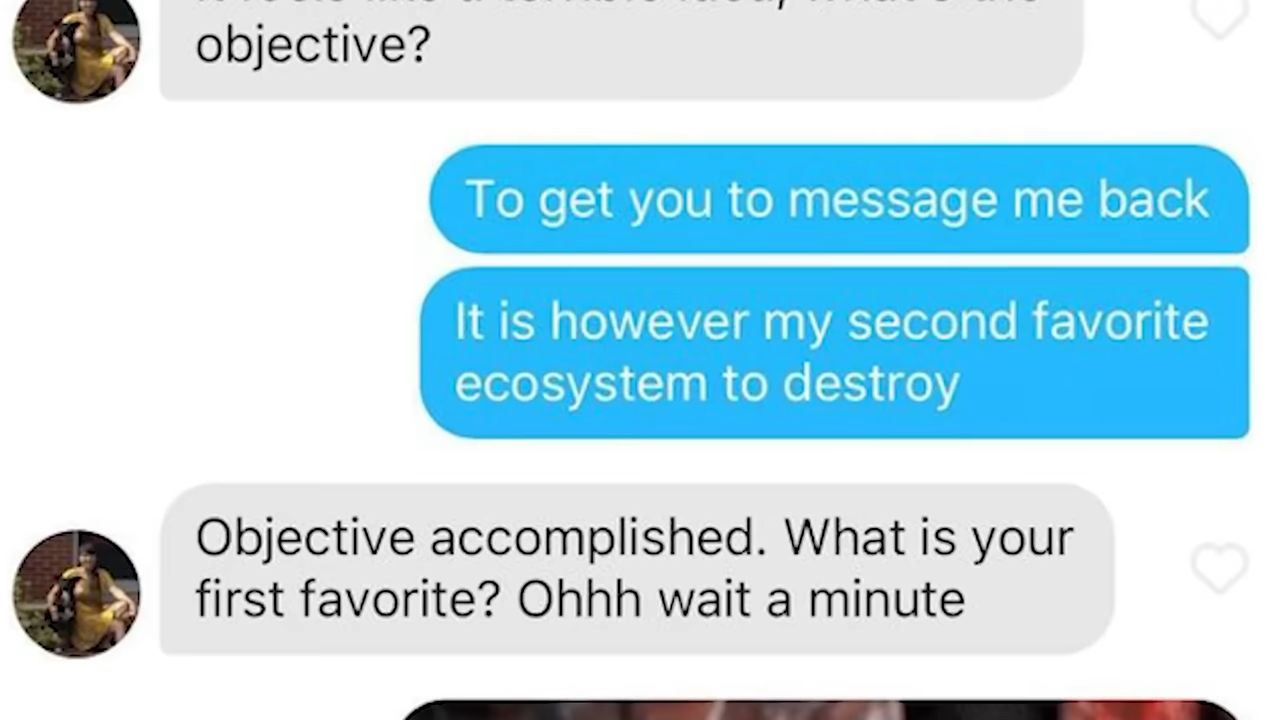 objective?
To get you to message me back
It is however my second favorite
ecosystem to destroy
Objective accomplished. What is your
first favorite? Ohhh wait a minute